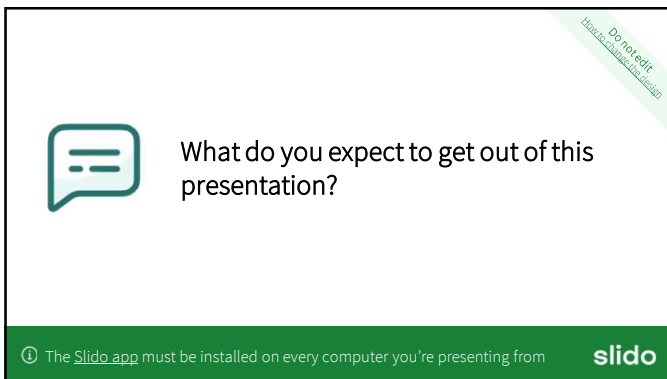 Do not edit
How to change the design
What do you expect to get out of this
presentation?
The Slido app must be installed on every computer you’re presenting from
slido